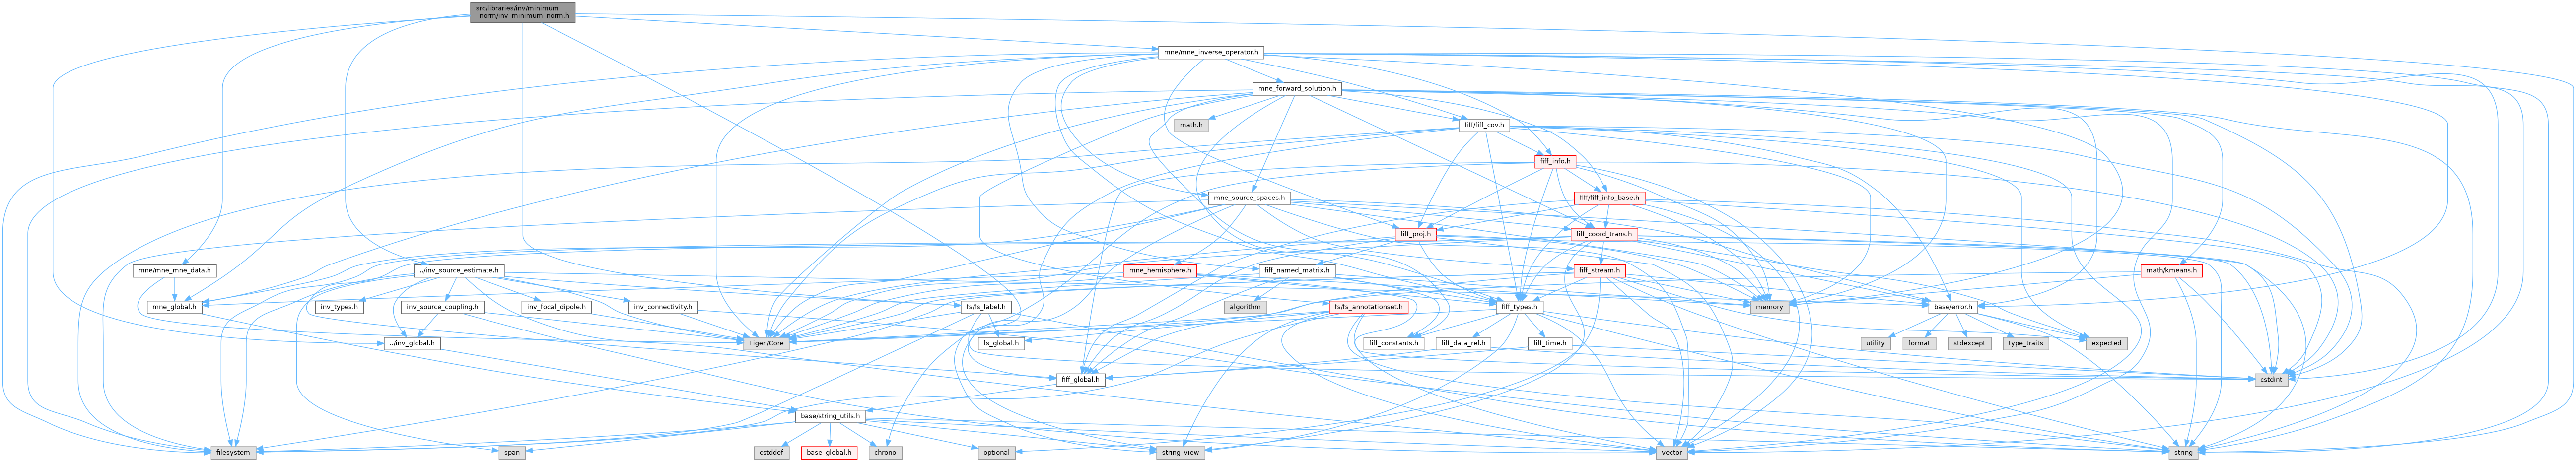 src/libraries/inv/minimum
_norm/inv_minimum_norm.h
mne/mne_inverse_operator.h
mne_forward_solution.h
math.h
fiff/fiff_cov.h
fiff_info.h
mne_source_spaces.h
fiff/fiff_info_base.h
fiff_proj.h
fiff_coord_trans.h
mne/mne_mne_data.h
../inv_source_estimate.h
mne_hemisphere.h
fiff_named_matrix.h
fiff_stream.h
math/kmeans.h
mne_global.h
inv_types.h
inv_source_coupling.h
inv_focal_dipole.h
inv_connectivity.h
fs/fs_label.h
algorithm
fs/fs_annotationset.h
fiff_types.h
memory
base/error.h
../inv_global.h
Eigen/Core
fs_global.h
fiff_constants.h
fiff_data_ref.h
fiff_time.h
utility
format
stdexcept
type_traits
expected
fiff_global.h
cstdint
base/string_utils.h
filesystem
span
cstddef
base_global.h
chrono
optional
string_view
vector
string